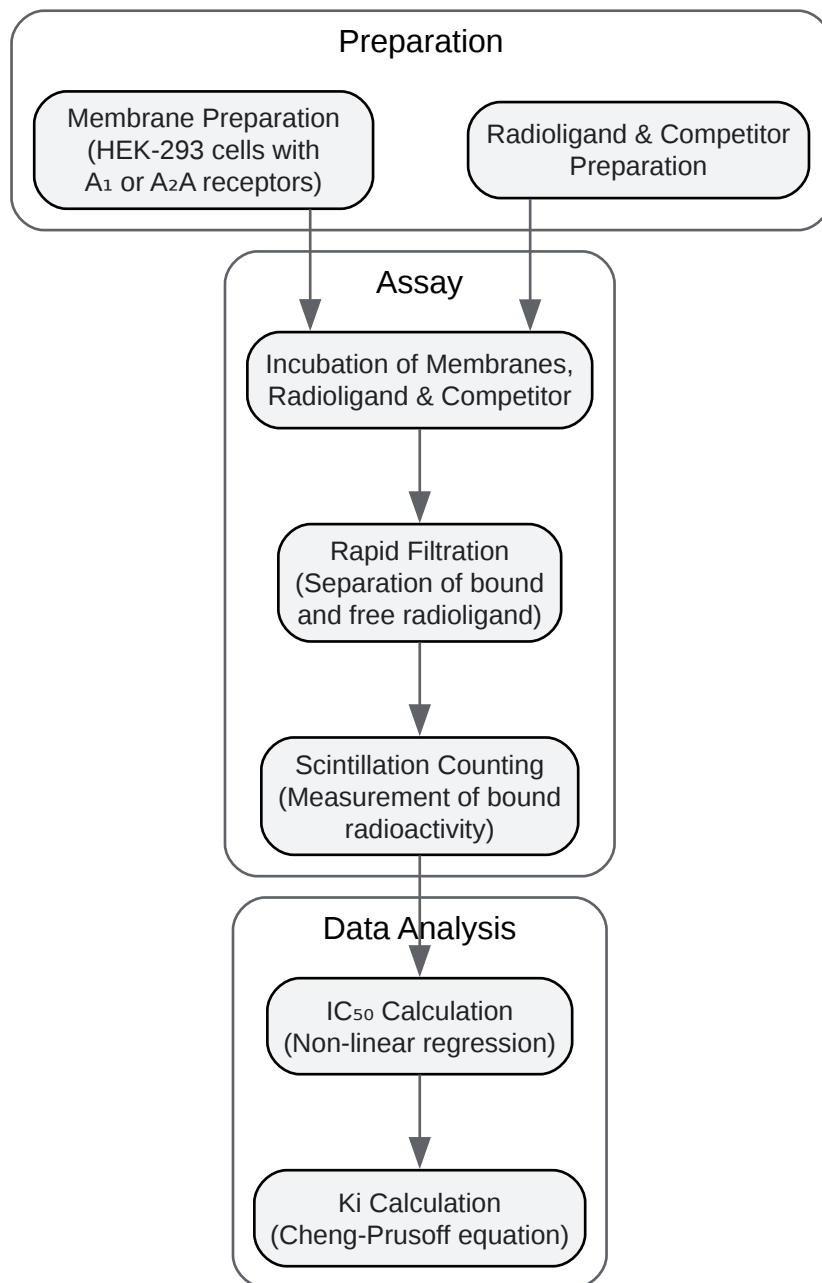 Preparation
Membrane Preparation
(HEK-293 cells with
A₁ or A₂A receptors)
Radioligand & Competitor
Preparation
Assay
Incubation of Membranes,
Radioligand & Competitor
Rapid Filtration
(Separation of bound
and free radioligand)
Scintillation Counting
(Measurement of bound
radioactivity)
Data Analysis
IC₅₀ Calculation
(Non-linear regression)
Ki Calculation
(Cheng-Prusoff equation)